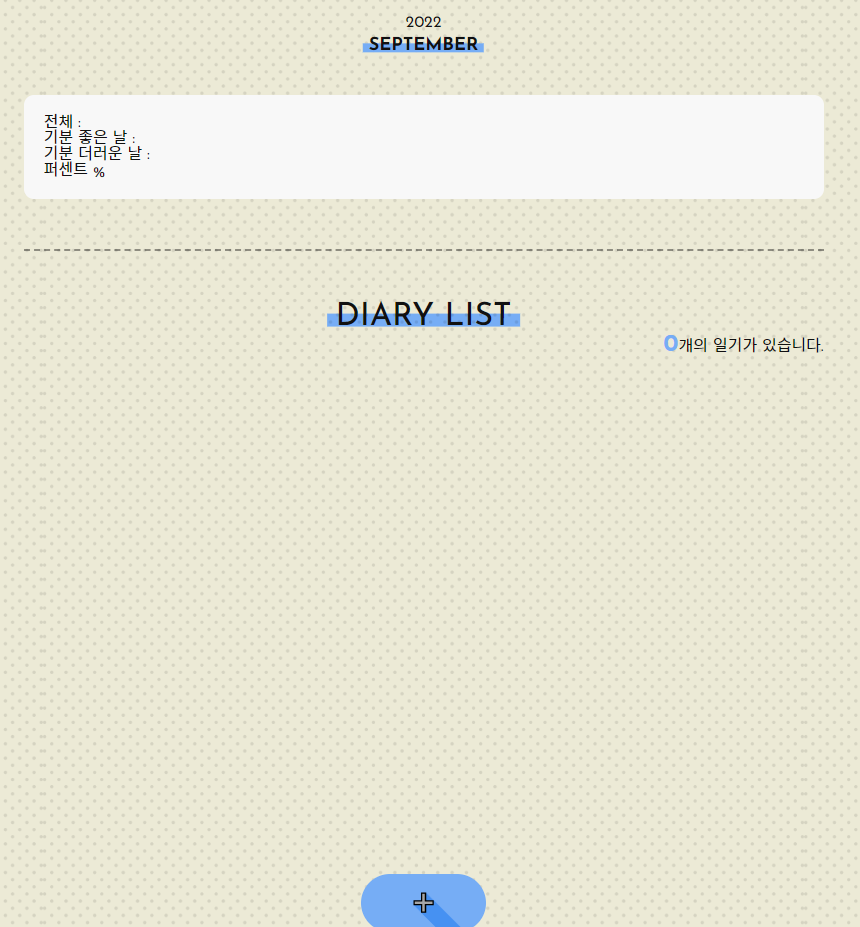 2022
SEPTEMBER
전체 :
기분 좋은 날 :
기분 더러운 날 :
퍼센트 %
DIARY LIST
0개의 일기가 있습니다.